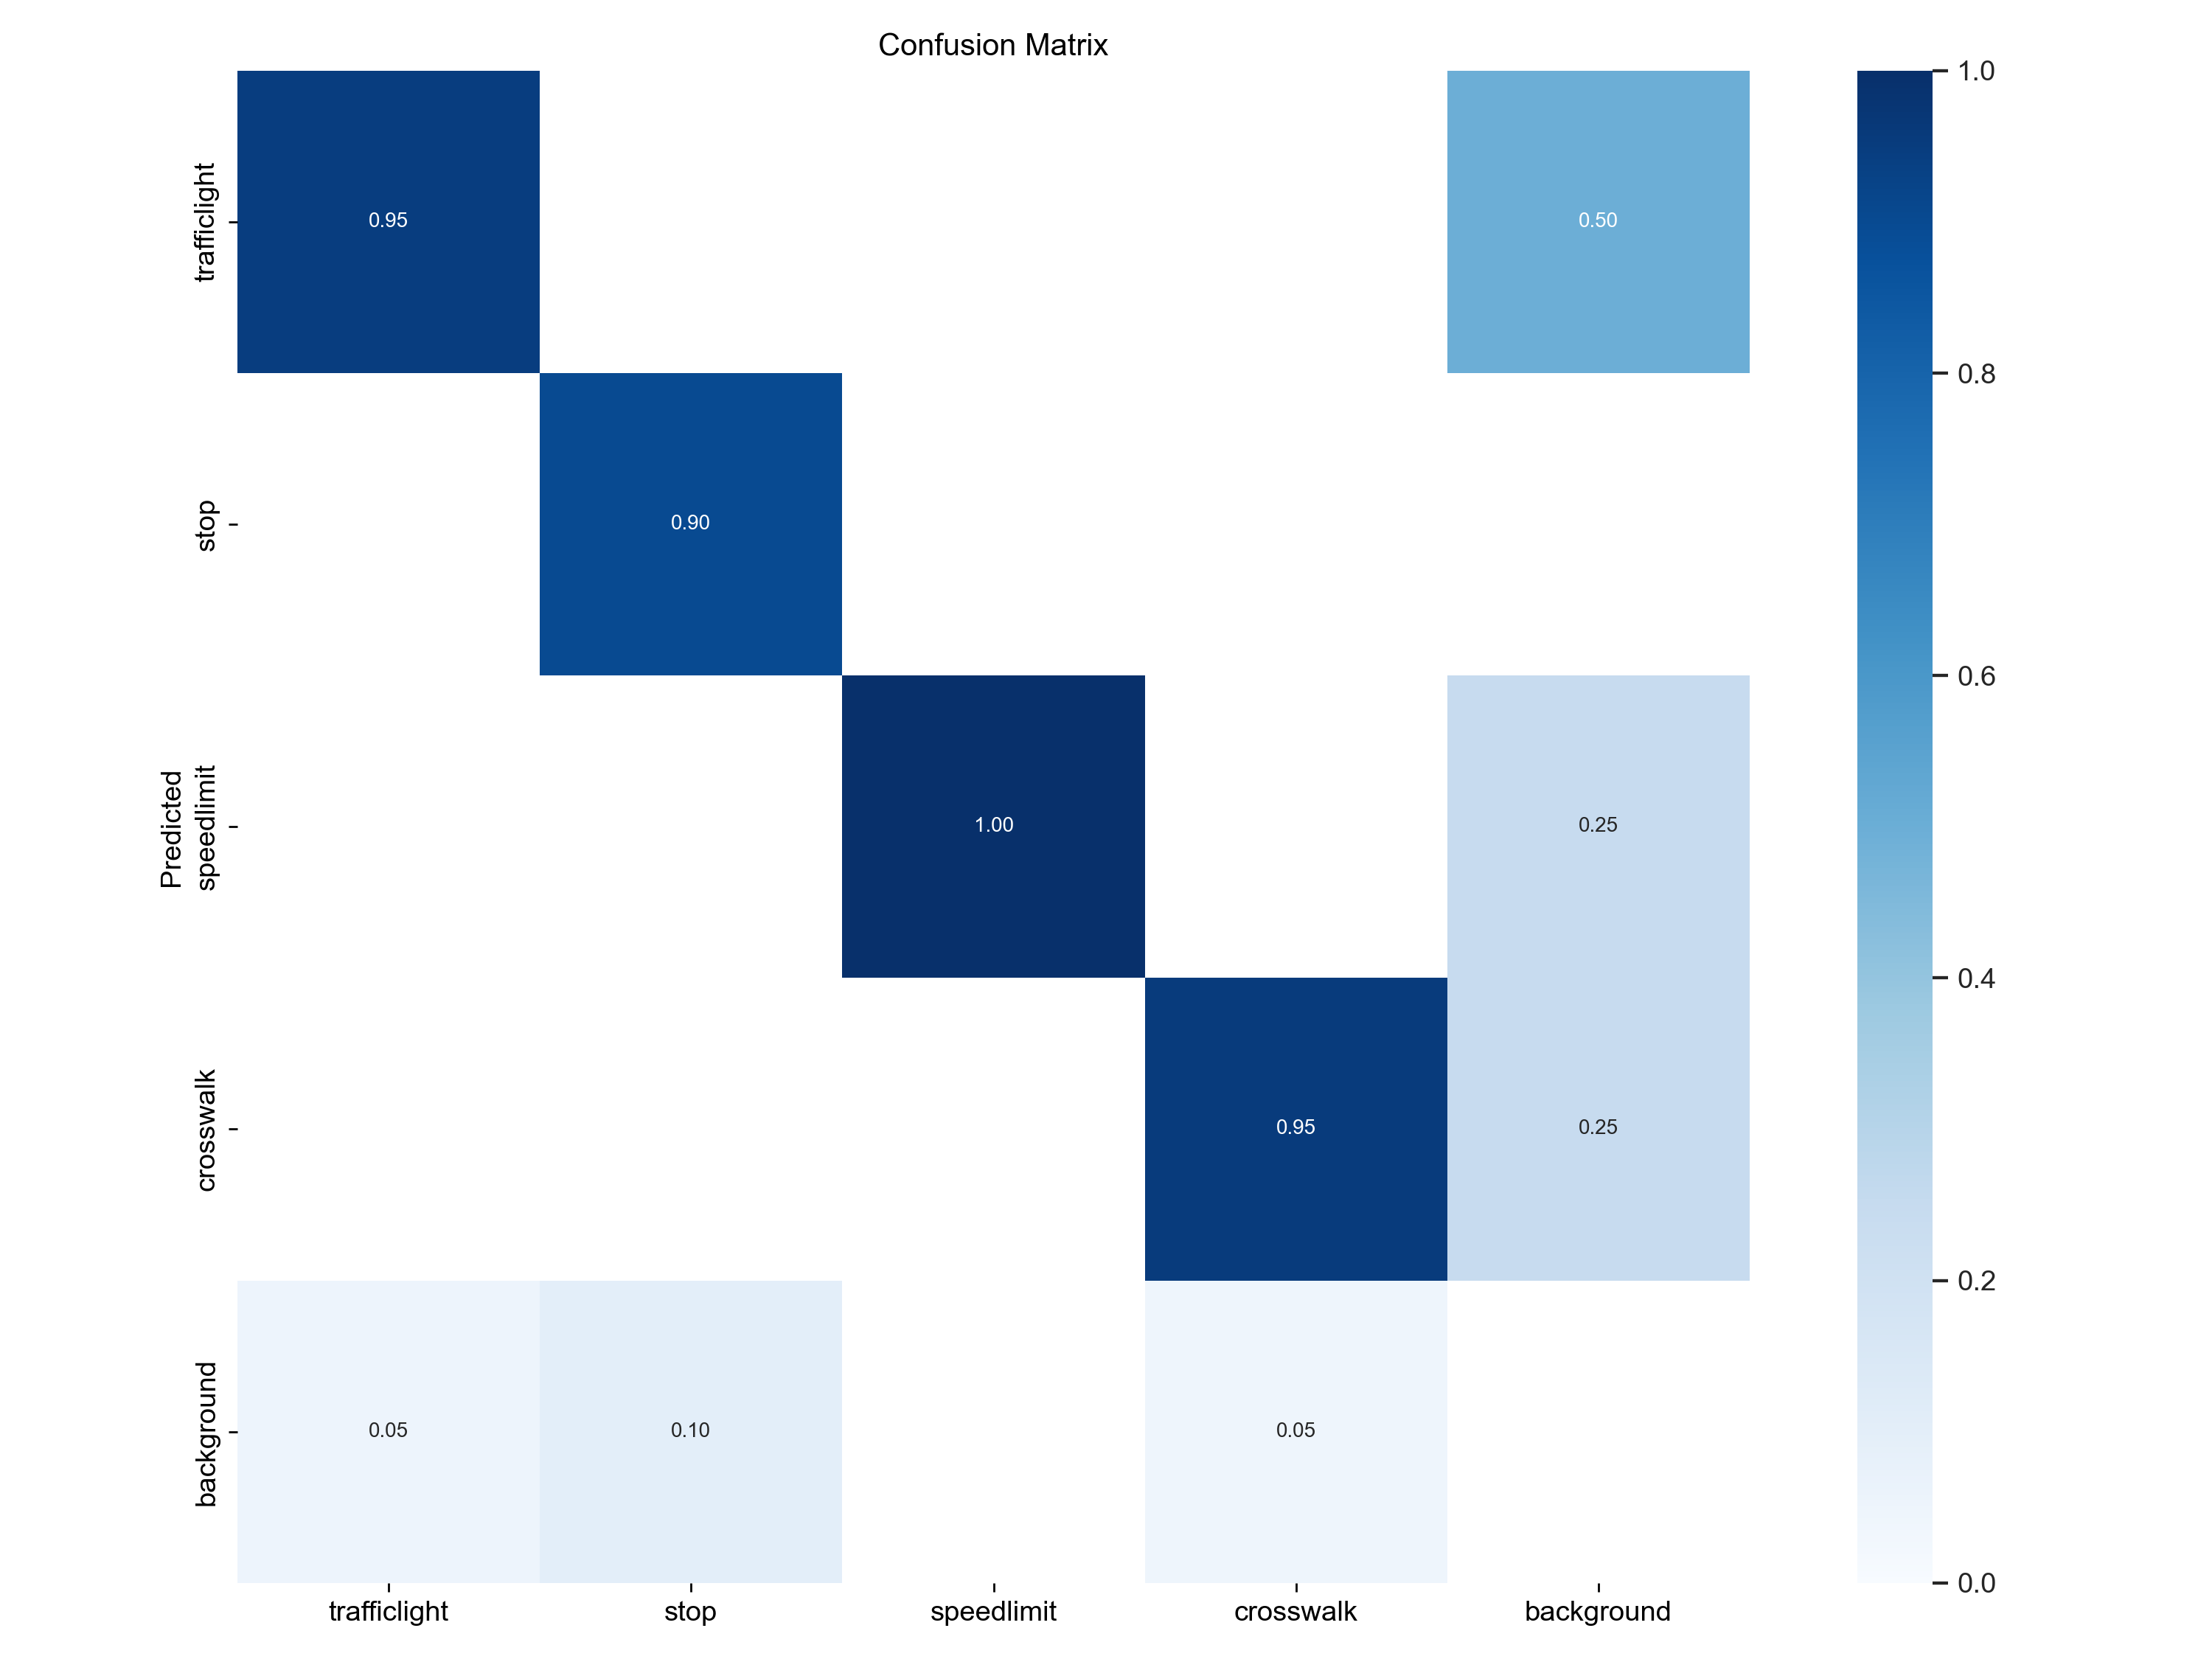 Confusion Matrix
trafficlight
0.95
0.50
stop
0.90
Predicted
speedlimit
1.00
0.25
crosswalk
0.95
0.25
background
0.05
0.10
0.05
trafficlight
stop
speedlimit
crosswalk
background
1.0
0.8
0.6
0.4
0.2
0.0